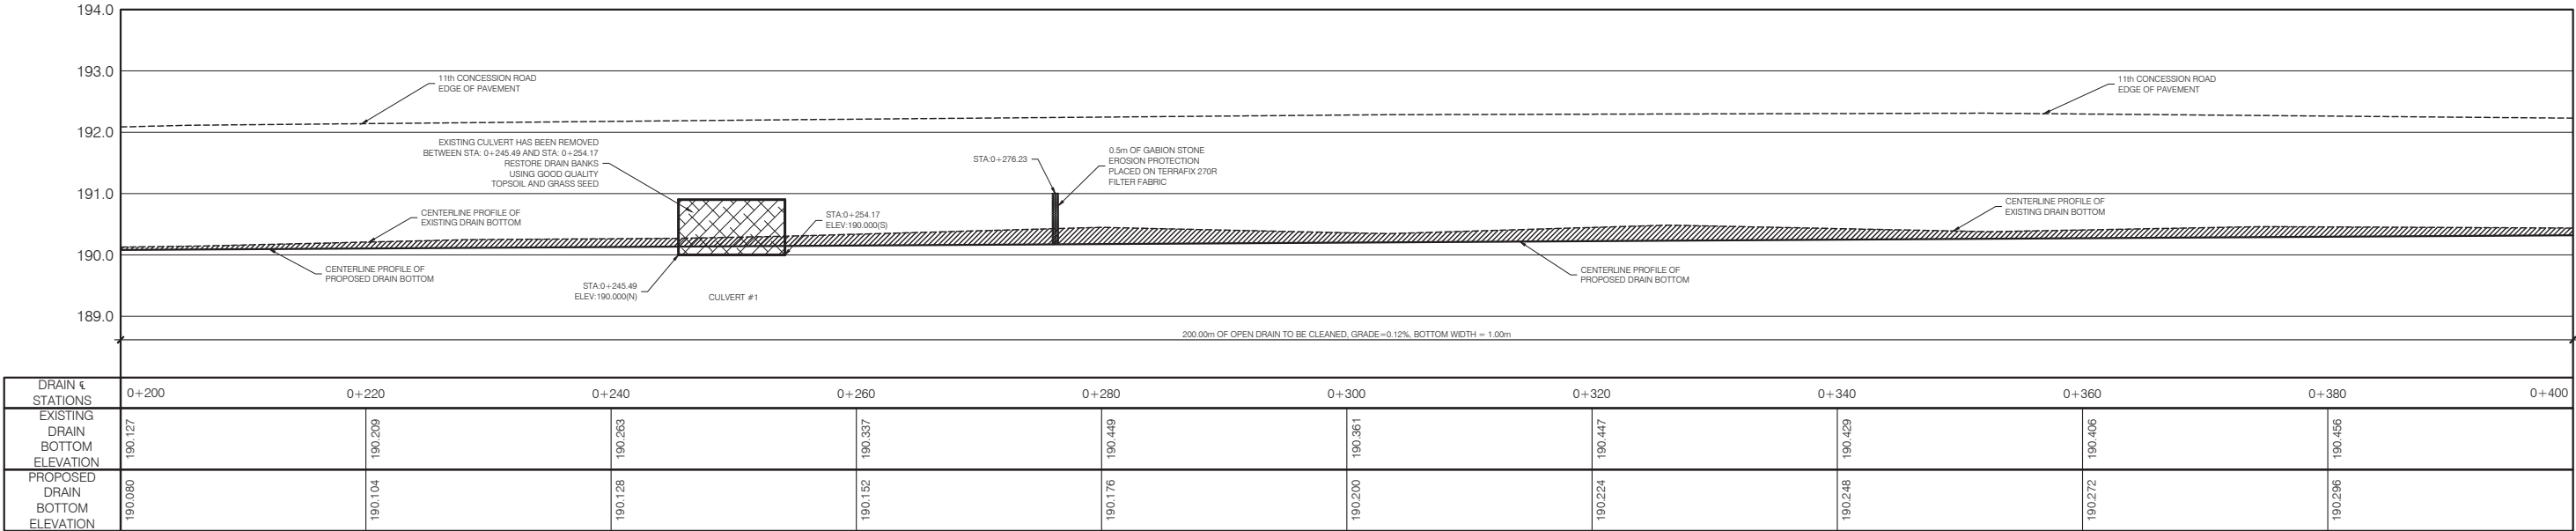 194.0
193.0
192.0
191.0
190.0
189.0
11th CONCESSION ROAD
EDGE OF PAVEMENT
11th CONCESSION ROAD
EDGE OF PAVEMENT
EXISTING CULVERT HAS BEEN REMOVED
BETWEEN STA: 0+245.49 AND STA: 0+254.17
RESTORE DRAIN BANKS
USING GOOD QUALITY
TOPSOIL AND GRASS SEED
STA:0+276.23
0.5m OF GABION STONE
EROSION PROTECTION
PLACED ON TERRAFIX 270R
FILTER FABRIC
CENTERLINE PROFILE OF
EXISTING DRAIN BOTTOM
STA:0+254.17
ELEV:190.000(S)
CENTERLINE PROFILE OF
EXISTING DRAIN BOTTOM
CENTERLINE PROFILE OF
PROPOSED DRAIN BOTTOM
STA:0+245.49
ELEV:190.000(N)
CULVERT #1
CENTERLINE PROFILE OF
PROPOSED DRAIN BOTTOM
200.00m OF OPEN DRAIN TO BE CLEANED, GRADE=0.12%, BOTTOM WIDTH = 1.00m
DRAIN ℄
STATIONS
0+200 0+220 0+240 0+260 0+280 0+300 0+320 0+340 0+360 0+380 0+400
EXISTING
DRAIN
BOTTOM
ELEVATION
190.127 190.209 190.263 190.337 190.449 190.361 190.447 190.429 190.406 190.456
PROPOSED
DRAIN
BOTTOM
ELEVATION
190.080 190.104 190.128 190.152 190.176 190.200 190.224 190.248 190.272 190.296